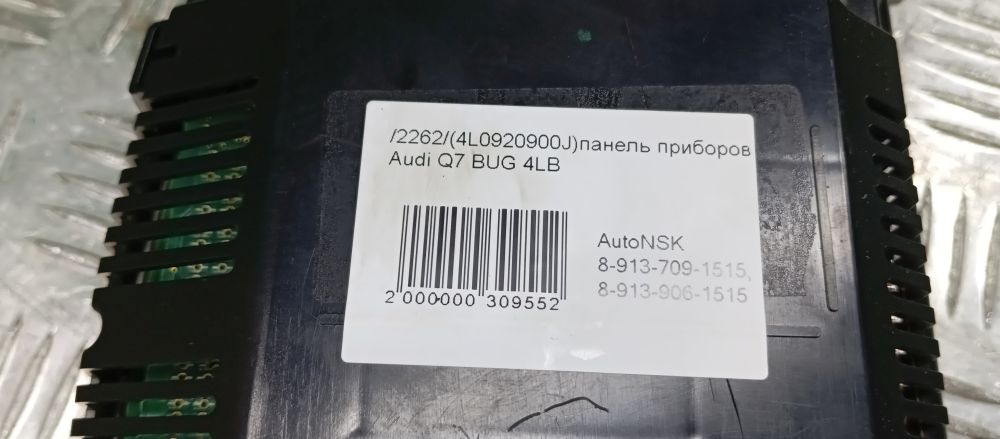 /2262/(4L0920900J)панель приборов
Audi Q7 BUG 4LB
AutoNSK
8-913-709-1515,
8-913-906-1515
2 000000 309552